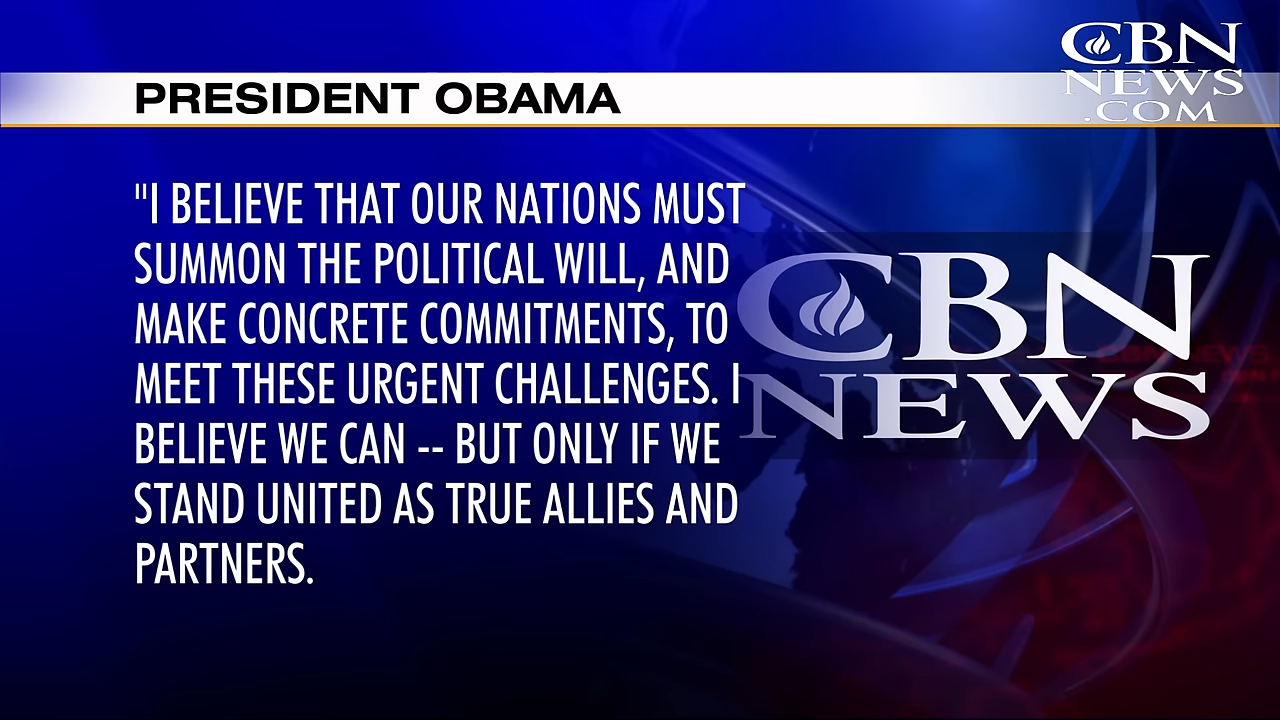 CBN
NEWS
.COM
PRESIDENT OBAMA
"I BELIEVE THAT OUR NATIONS MUST
SUMMON THE POLITICAL WILL, AND
MAKE CONCRETE COMMITMENTS, TO
MEET THESE URGENT CHALLENGES. I
BELIEVE WE CAN -- BUT ONLY IF WE
STAND UNITED AS TRUE ALLIES AND
PARTNERS.
CBN
NEWS